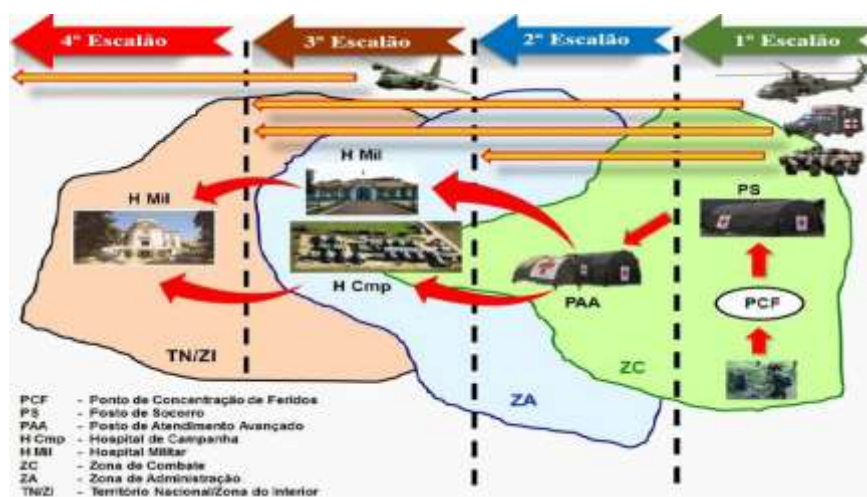 4º Escalão
3º Escalão
2º Escalão
1º Escalão
H Mil
H Mil
PS
H Cmp
PAA
PCF
TN/ZI
ZC
ZA
PCF - Ponto de Concentração de Feridos
PS - Posto de Socorro
PAA - Posto de Atendimento Avançado
H Cmp - Hospital de Campanha
H Mil - Hospital Militar
ZC - Zona de Combate
ZA - Zona de Administração
TN/ZI - Território Nacional/Zona do Interior